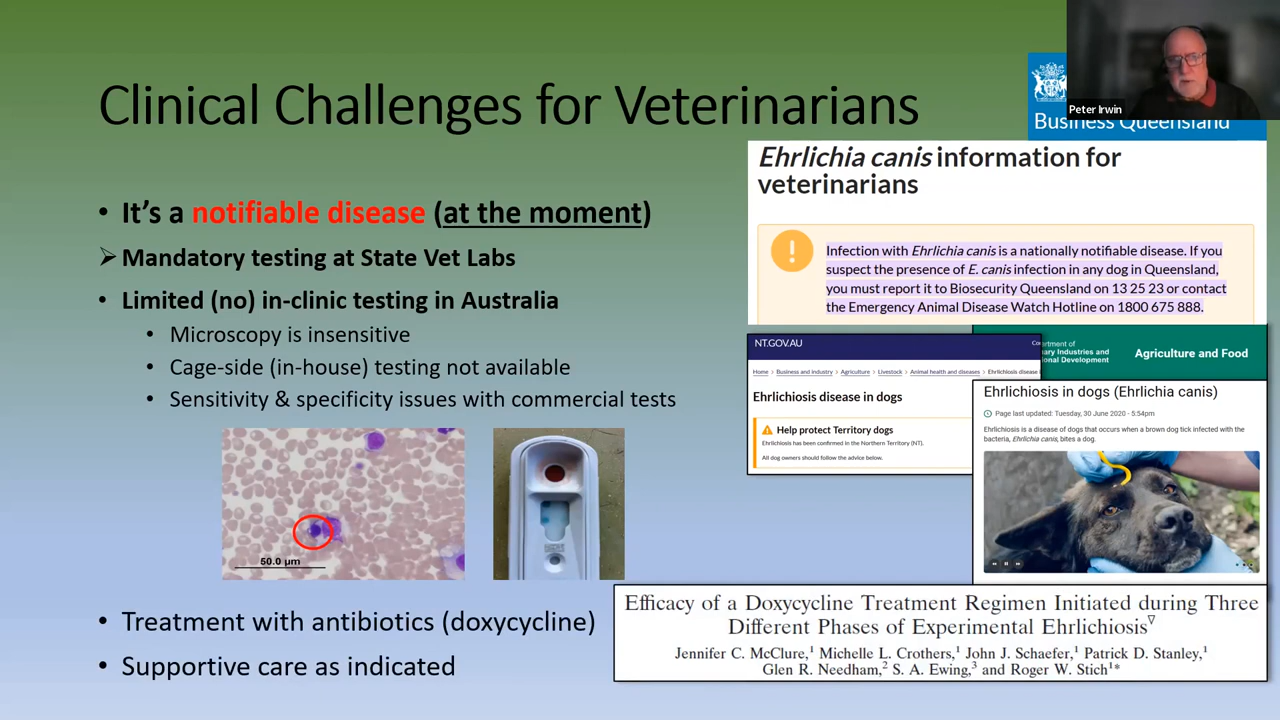 Clinical Challenges for Veterinarians
• It's a notifiable disease (at the moment)
➢ Mandatory testing at State Vet Labs
• Limited (no) in-clinic testing in Australia
• Microscopy is insensitive
• Cage-side (in-house) testing not available
• Sensitivity & specificity issues with commercial tests
50.0 µm
• Treatment with antibiotics (doxycycline)
• Supportive care as indicated
Peter Irwin
Business Queensland
Ehrlichia canis information for
veterinarians
Infection with Ehrlichia canis is a nationally notifiable disease. If you
suspect the presence of E. canis infection in any dog in Queensland,
you must report it to Biosecurity Queensland on 13 25 23 or contact
the Emergency Animal Disease Watch Hotline on 1800 675 888.
NT.GOV.AU
Home > Business and industry > Agriculture > Livestock > Animal health and diseases > Ehrlichiosis disease
Ehrlichiosis disease in dogs
Help protect Territory dogs
Ehrlichiosis has been confirmed in the Northern Territory (NT).
All dog owners should follow the advice below.
Industries and
Development
Agriculture and Food
Ehrlichiosis in dogs (Ehrlichia canis)
Page last updated: Tuesday, 30 June 2020 - 5:54pm
Ehrlichiosis is a disease of dogs that occurs when a brown dog tick infected with the
bacteria, Ehrlichia canis, bites a dog.
Efficacy of a Doxycycline Treatment Regimen Initiated during Three
Different Phases of Experimental Ehrlichiosis▽
Jennifer C. McClure,¹ Michelle L. Crothers,¹ John J. Schaefer,¹ Patrick D. Stanley,¹
Glen R. Needham,² S. A. Ewing,³ and Roger W. Stich¹*